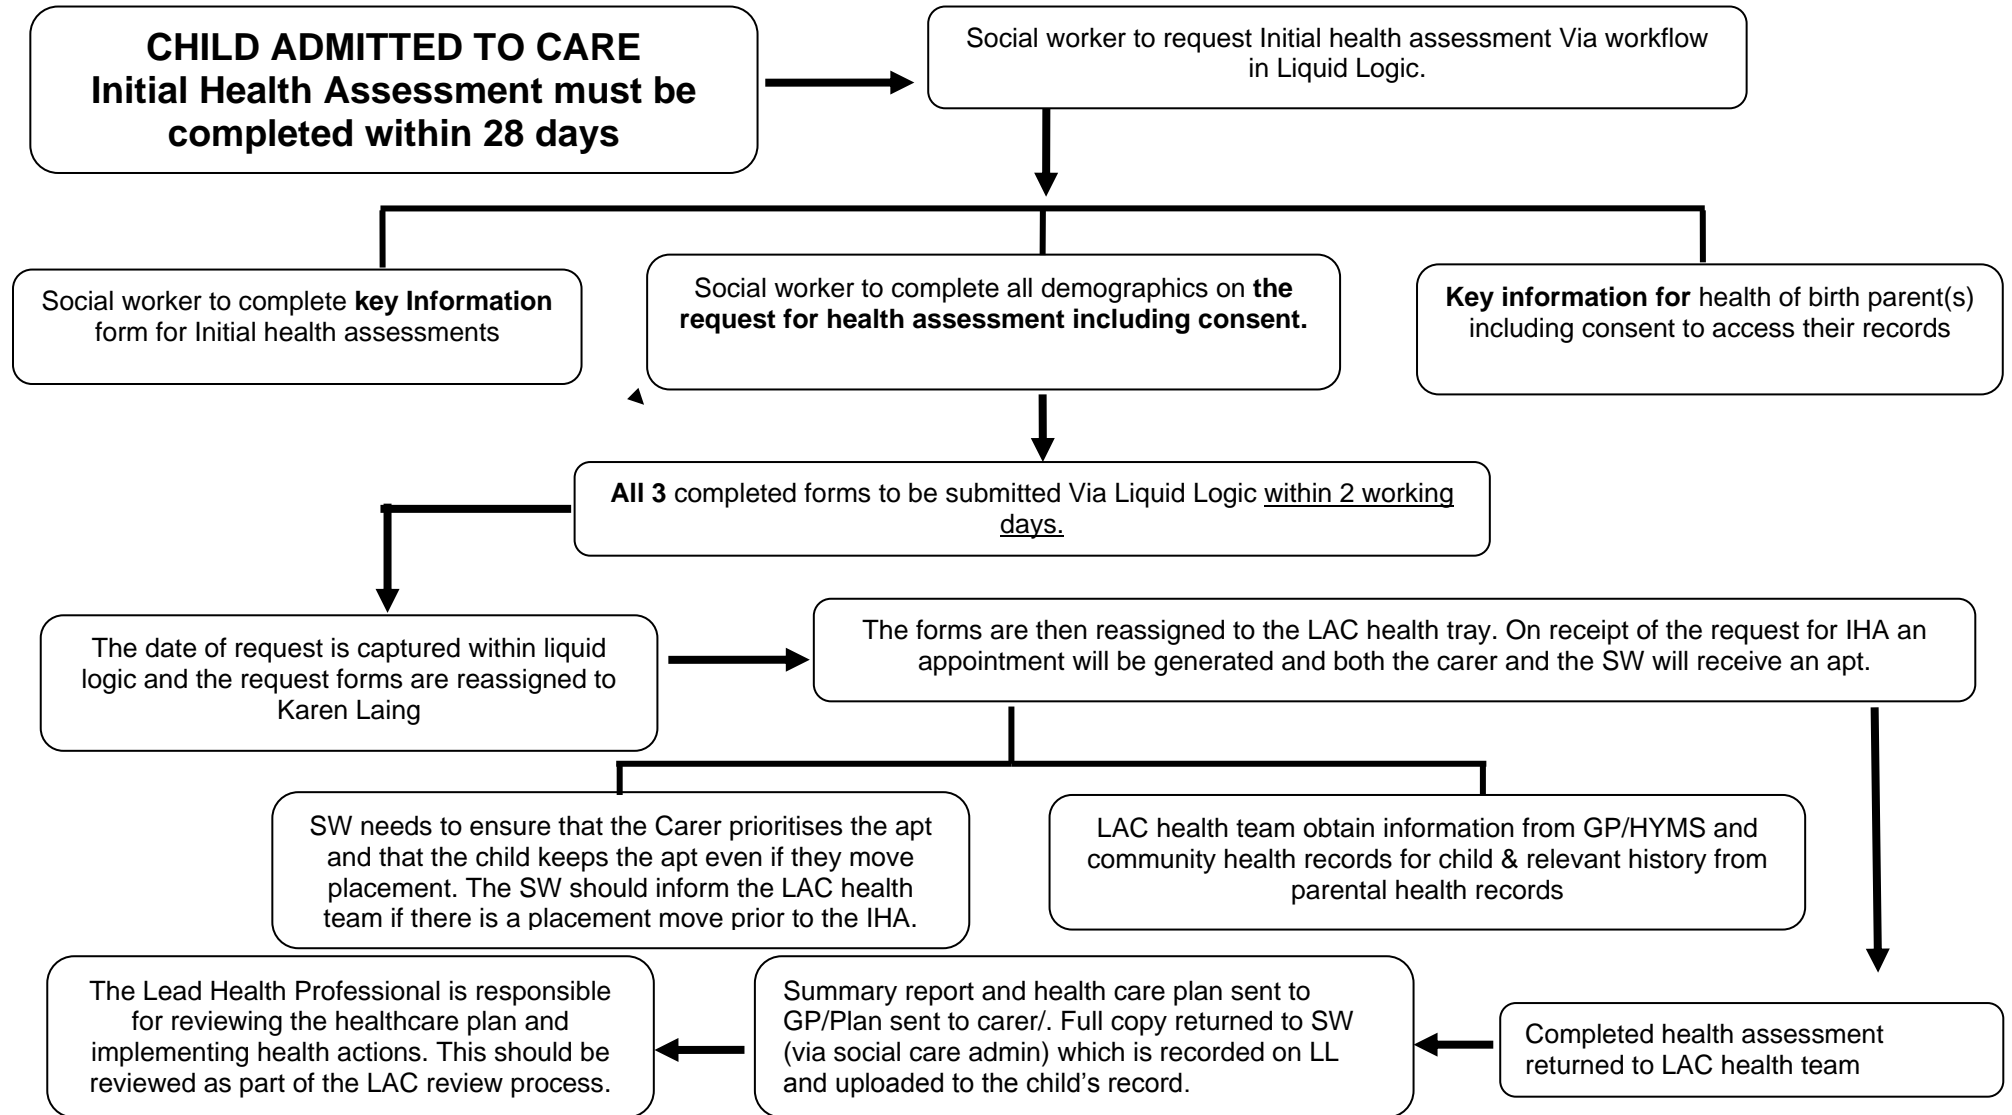 CHILD ADMITTED TO CARE
Initial Health Assessment must be
completed within 28 days
Social worker to request Initial health assessment Via workflow
in Liquid Logic.
Social worker to complete key Information
form for Initial health assessments
Social worker to complete all demographics on the
request for health assessment including consent.
Key information for health of birth parent(s)
including consent to access their records
All 3 completed forms to be submitted Via Liquid Logic within 2 working
days.
The date of request is captured within liquid
logic and the request forms are reassigned to
Karen Laing
The forms are then reassigned to the LAC health tray. On receipt of the request for IHA an
appointment will be generated and both the carer and the SW will receive an apt.
SW needs to ensure that the Carer prioritises the apt
and that the child keeps the apt even if they move
placement. The SW should inform the LAC health
team if there is a placement move prior to the IHA.
LAC health team obtain information from GP/HYMS and
community health records for child & relevant history from
parental health records
The Lead Health Professional is responsible
for reviewing the healthcare plan and
implementing health actions. This should be
reviewed as part of the LAC review process.
Summary report and health care plan sent to
GP/Plan sent to carer/. Full copy returned to SW
(via social care admin) which is recorded on LL
and uploaded to the child's record.
Completed health assessment
returned to LAC health team